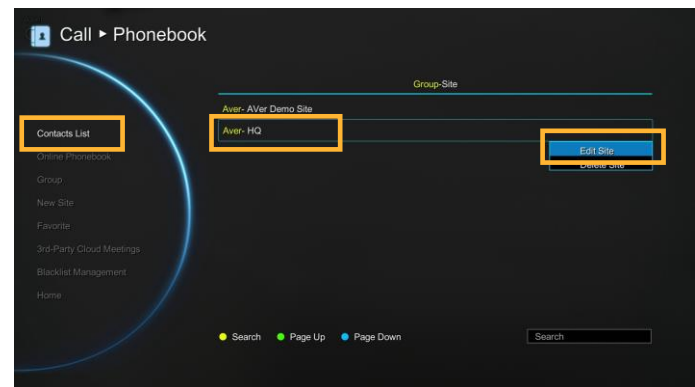 Call ▸ Phonebook
Group-Site
Aver- AVer Demo Site
Aver- HQ
Edit Site
Delete Site
Contacts List
Online Phonebook
Group
New Site
Favorite
3rd-Party Cloud Meetings
Blacklist Management
Home
Search Page Up Page Down Search